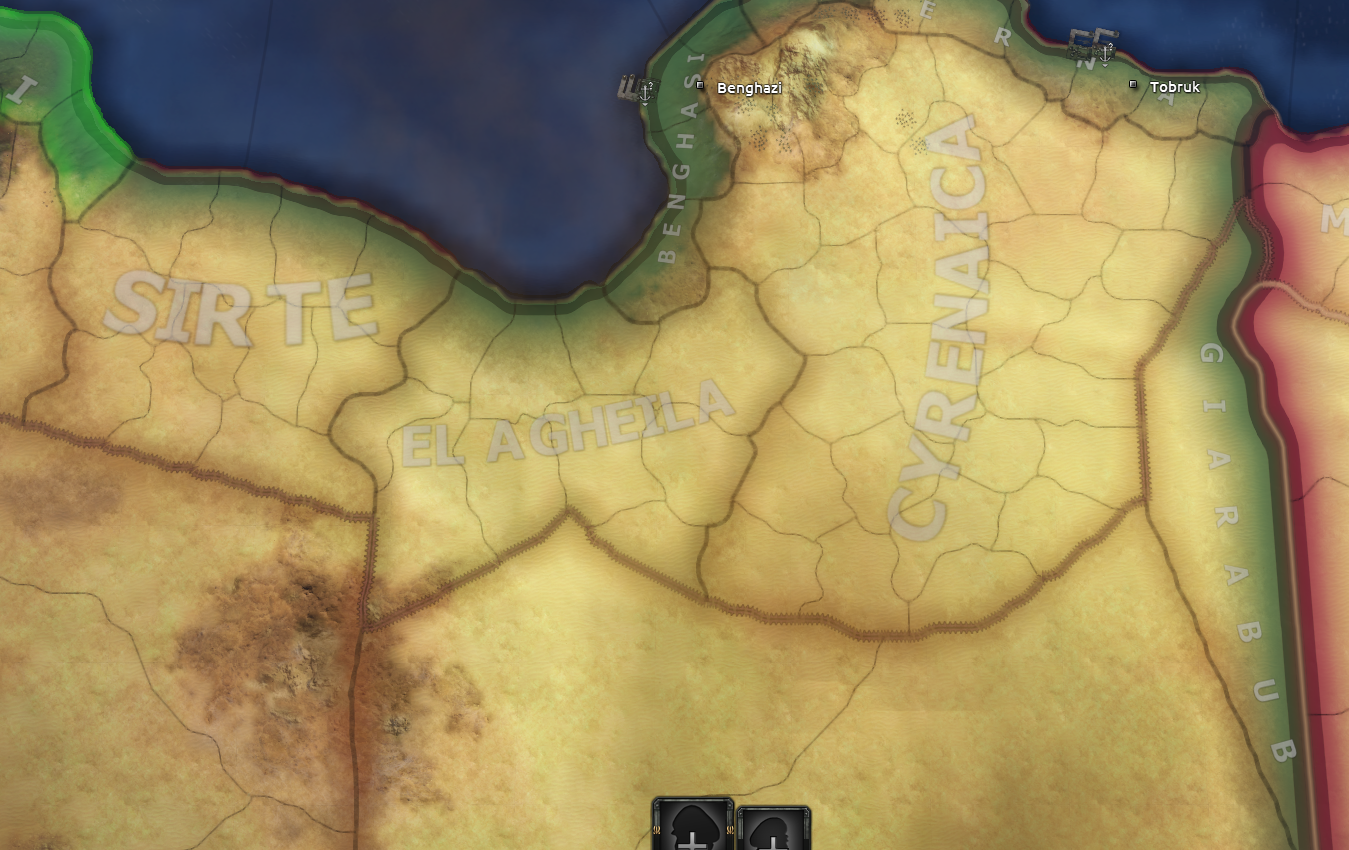 Benghazi
Tobruk
BENGHASI
SIRTE
EL AGHEILA
CYRENAICA
GIARABUB